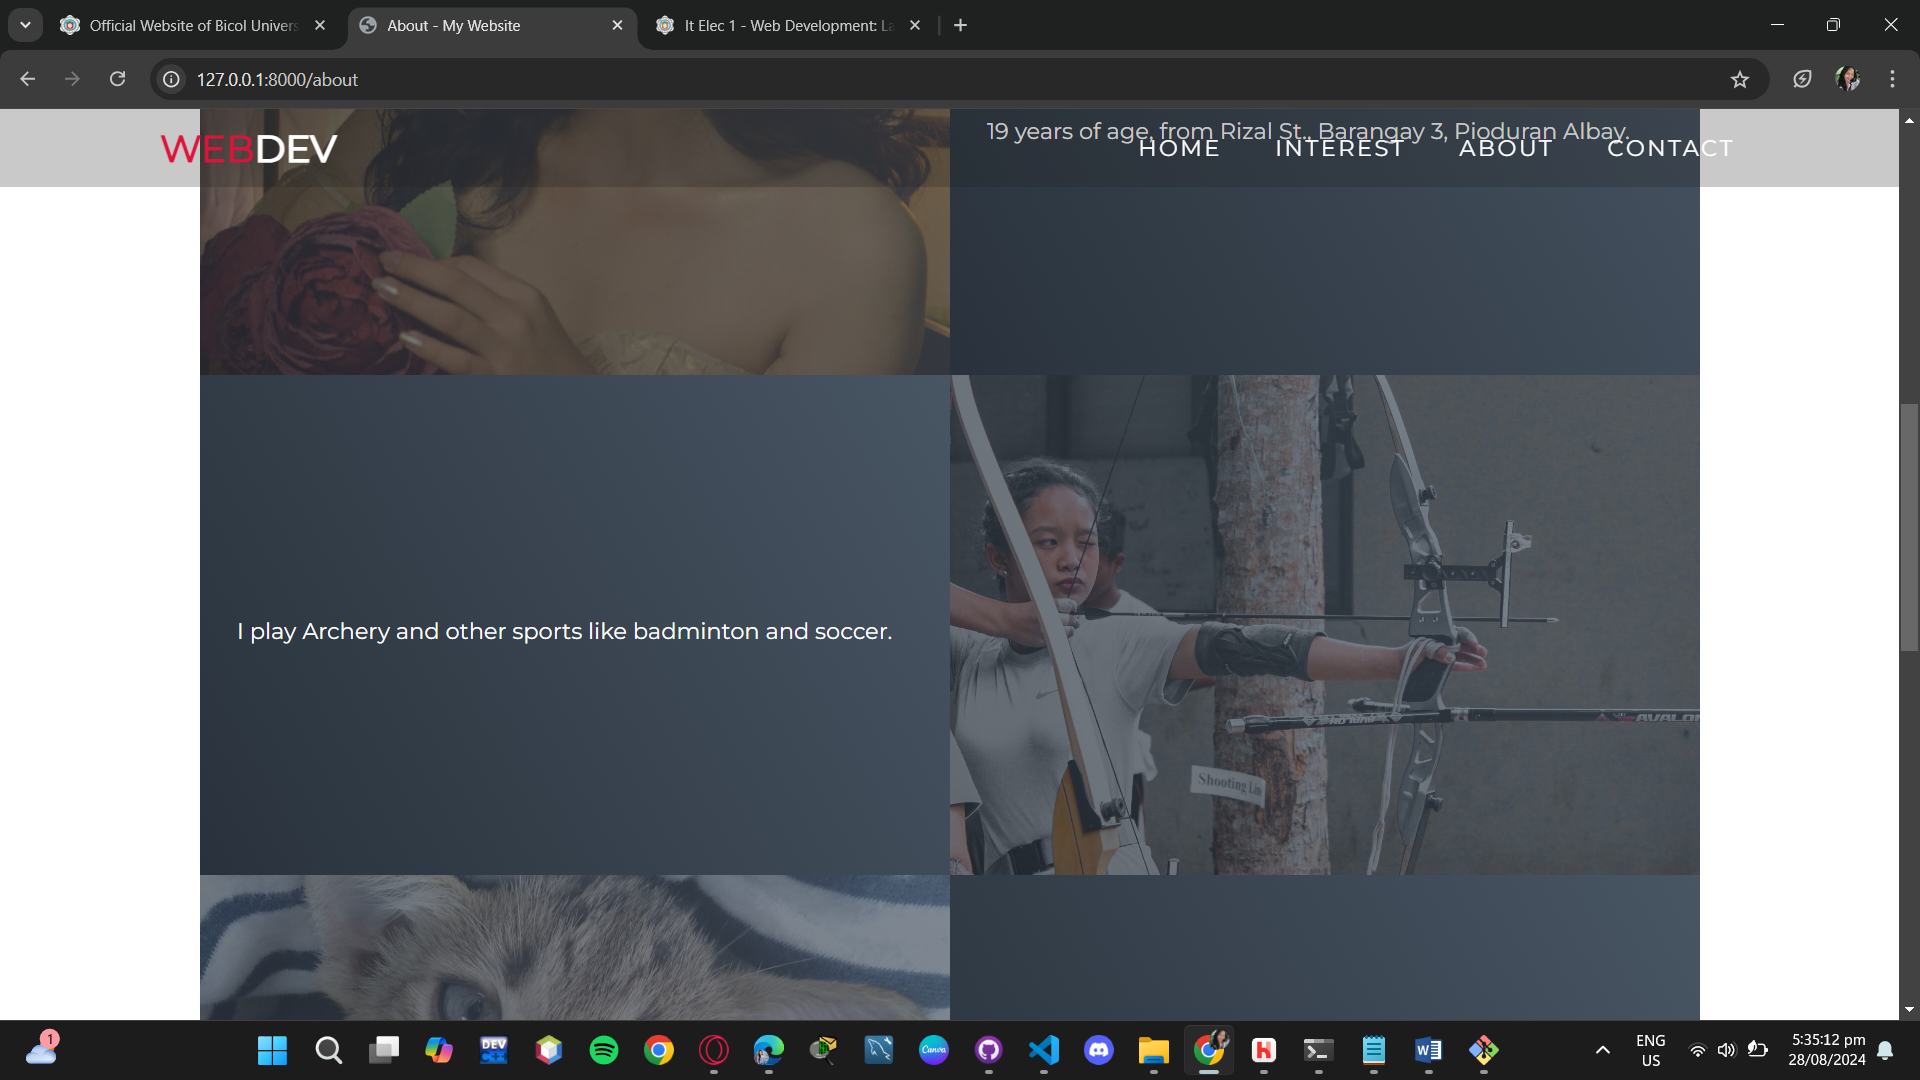 Official Website of Bicol Univers
About - My Website
It Elec 1 - Web Development: La
127.0.0.1:8000/about
WEBDEV
19 years of age, from Rizal St., Barangay 3, Pioduran Albay.
HOME INTEREST ABOUT CONTACT
I play Archery and other sports like badminton and soccer.
AVALON
Shooting Lin
1
DEV
C++
Canva
ENG
US
5:35:12 pm
28/08/2024